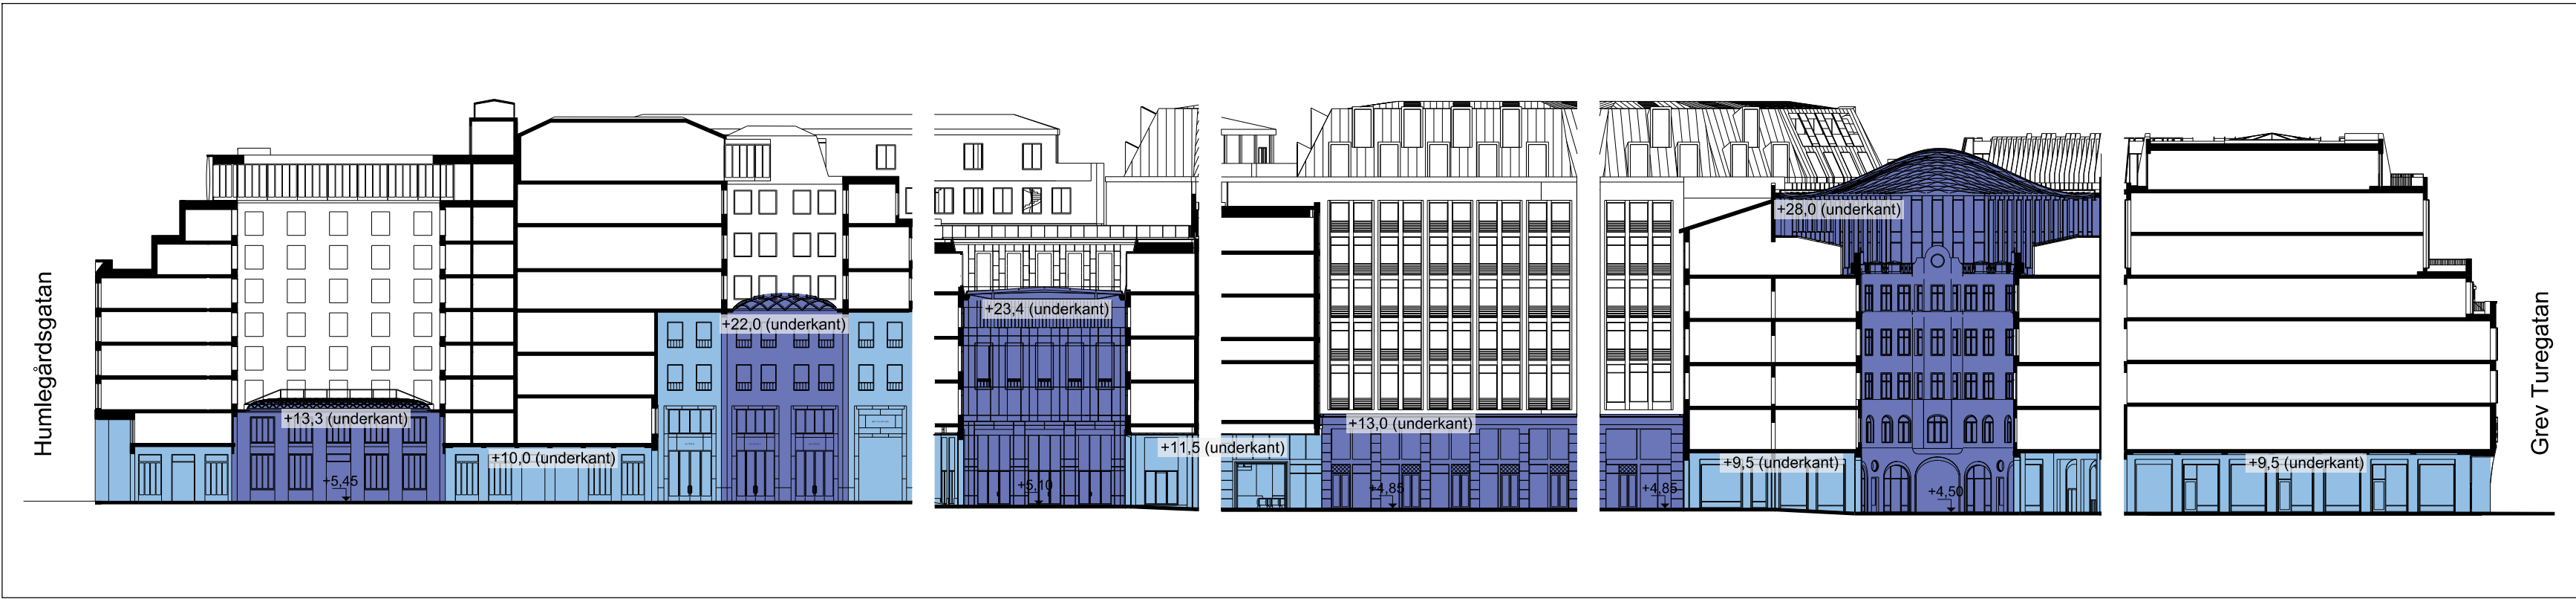 Humlegårdsgatan
+13,3 (underkant)
+5,45
+10,0 (underkant)
+22,0 (underkant)
+23,4 (underkant)
+5,10
+11,5 (underkant)
+13,0 (underkant)
+4,85
+4,85
+9,5 (underkant)
+28,0 (underkant)
+4,50
+9,5 (underkant)
Grev Turegatan